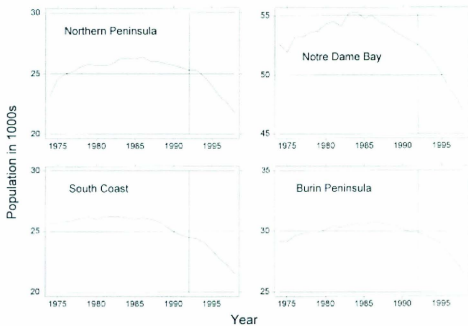 Population in 1000s
30
25
20
Northern Peninsula
1975 1980 1985 1990 1995
55
50
45
Notre Dame Bay
1975 1980 1985 1990 1995
30
25
20
South Coast
1975 1980 1985 1990 1995
35
30
25
Burin Peninsula
1975 1980 1985 1990 1995
Year